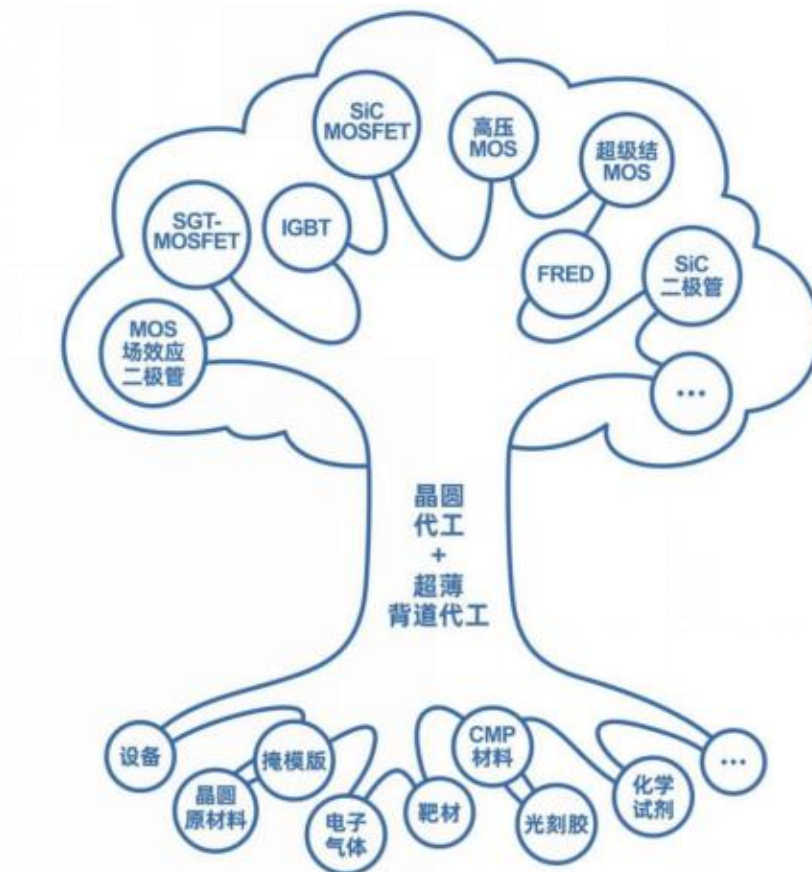 SiC
MOSFET
高压
MOS
超级结
MOS
SGT-
MOSFET
IGBT
FRED
SiC
二极管
MOS
场效应
二极管
...
晶圆
代工
+
超薄
背道代工
设备
掩模版
CMP
材料
...
晶圆
原材料
电子
气体
靶材
光刻胶
化学
试剂